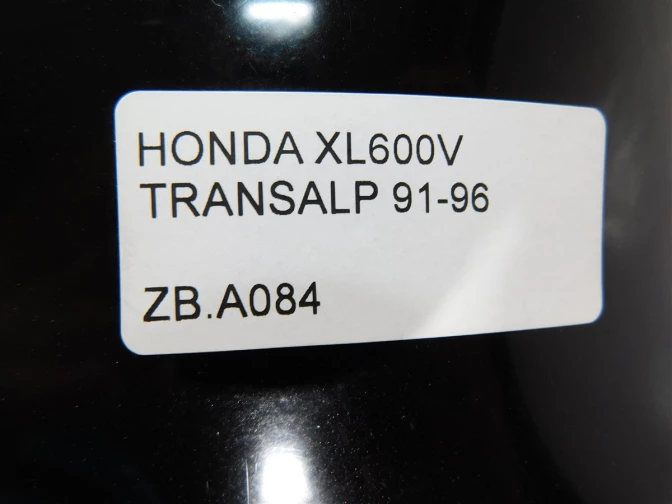 HONDA XL600V
TRANSALP 91-96
ZB.A084